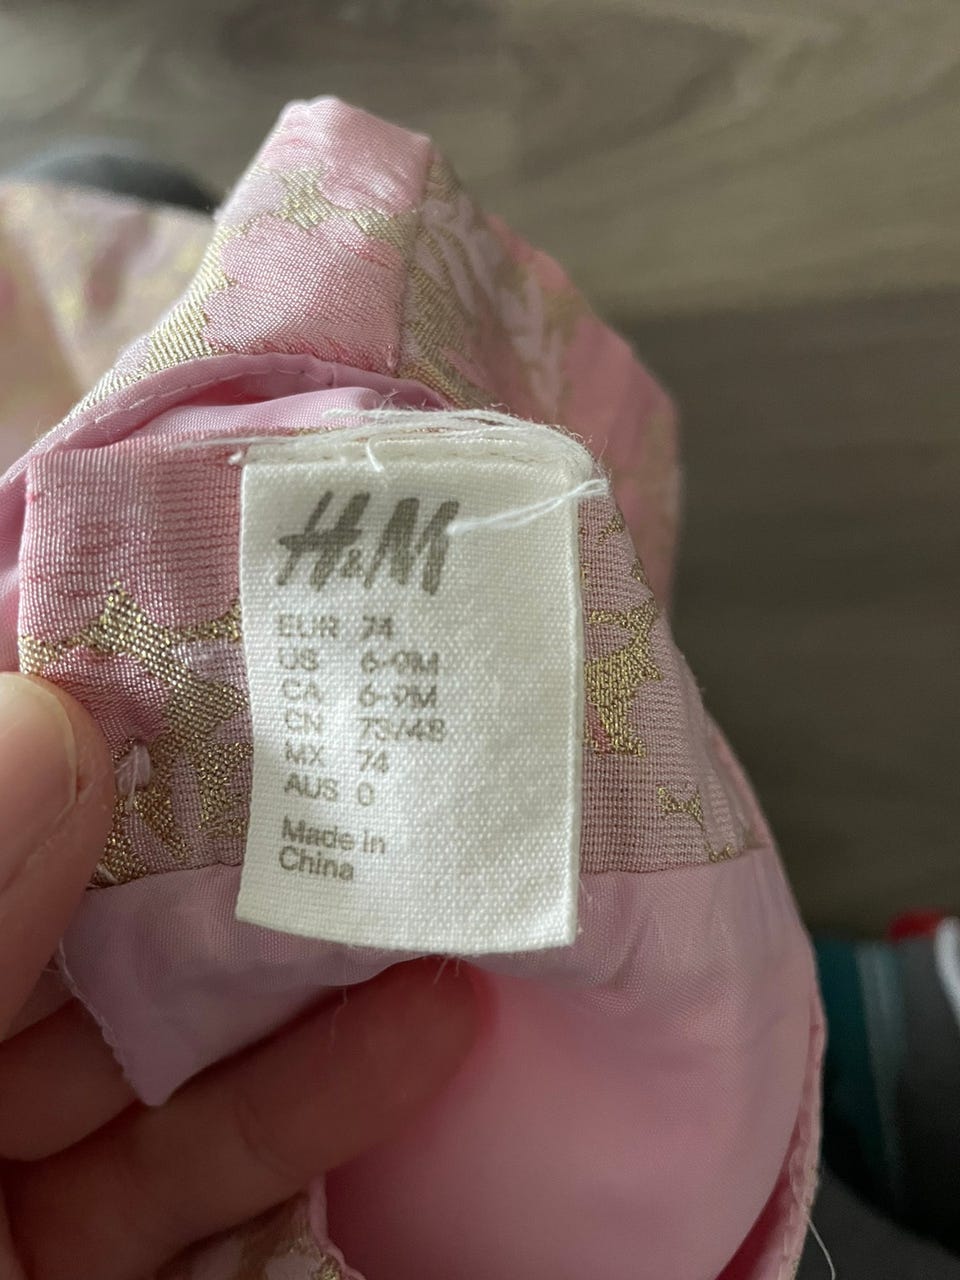 H&M
EUR 74
US 6-9M
CA 6-9M
CN 73/48
MX 74
AUS 0
Made in
China